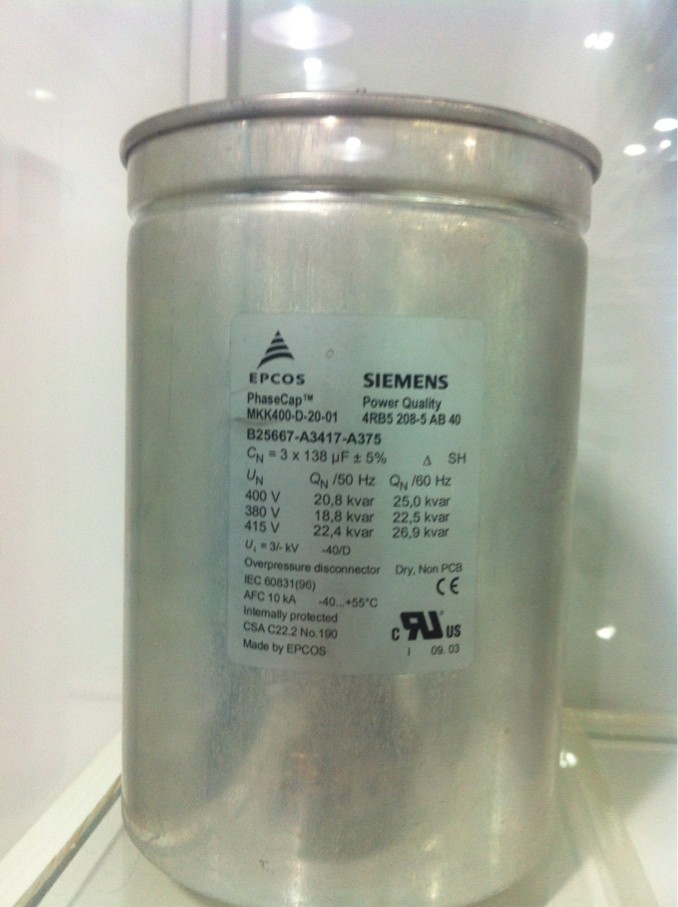 EPCOS SIEMENS
PhaseCap™ Power Quality
MKK400-D-20-01 4RB5 208-5 AB 40
B25667-A3417-A375
CN = 3 x 138 µF ± 5% Δ SH
UN QN /50 Hz QN /60 Hz
400 V 20,8 kvar 25,0 kvar
380 V 18,8 kvar 22,5 kvar
415 V 22,4 kvar 26,9 kvar
Ui = 3/- kV -40/D
Overpressure disconnector Dry, Non PCB
IEC 60831(96) CE
AFC 10 kA -40...+55°C
Internally protected
CSA C22.2 No.190 c RU ® US
Made by EPCOS I 09. 03